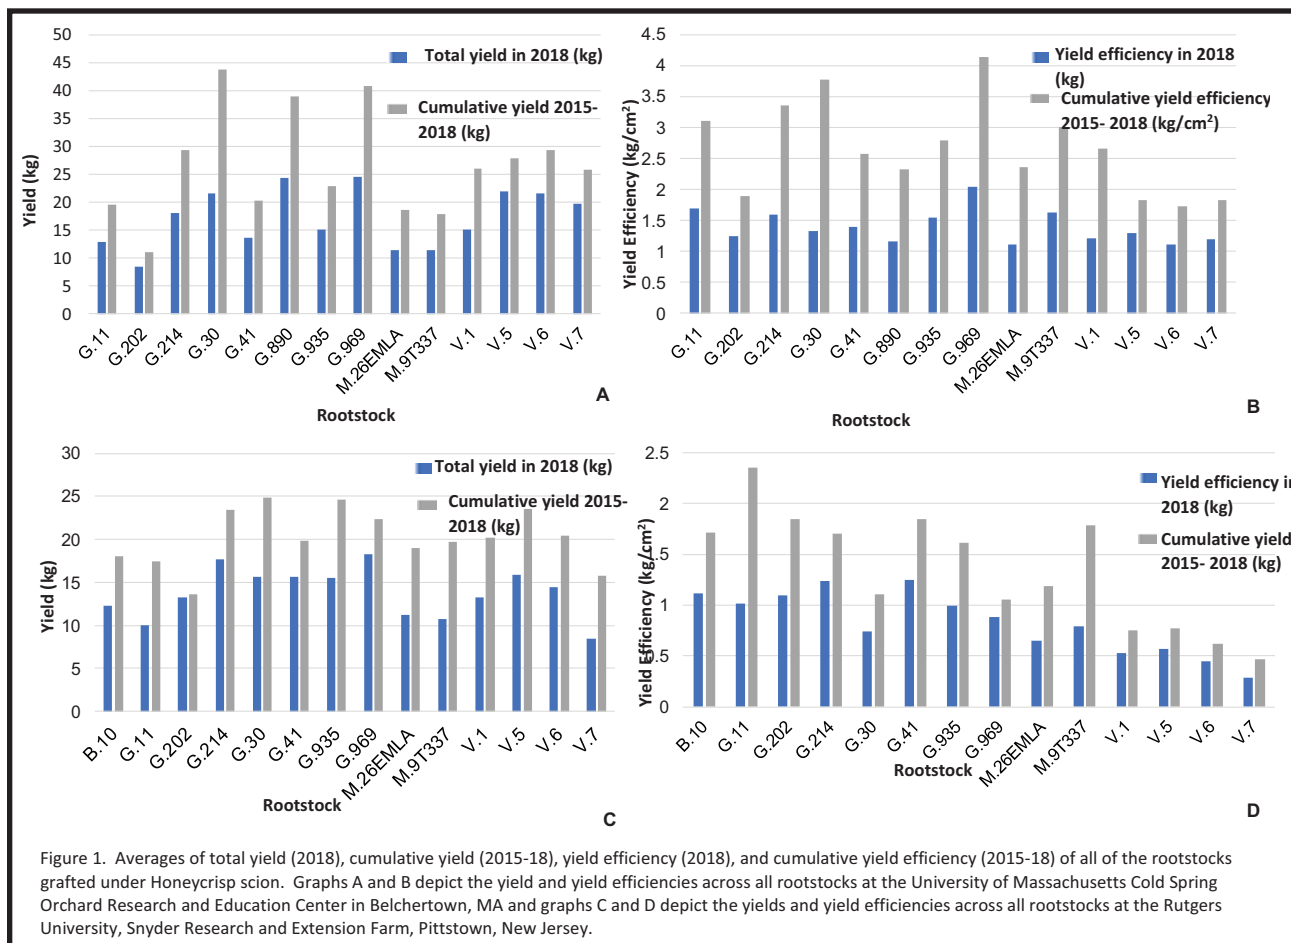 50
45
40
35
30
25
20
15
10
5
0
Yield (kg)
Total yield in 2018 (kg)
Cumulative yield 2015-
2018 (kg)
G.11
G.202
G.214
G.30
G.41
G.890
G.935
G.969
M.26EMLA
M.9T337
V.1
V.5
V.6
V.7
Rootstock
A
4.5
4
3.5
3
2.5
2
1.5
1
0.5
0
Yield Efficiency (kg/cm²)
Yield efficiency in 2018
(kg)
Cumulative yield efficiency
2015- 2018 (kg/cm²)
G.11
G.202
G.214
G.30
G.41
G.890
G.935
G.969
M.26EMLA
M.9T337
V.1
V.5
V.6
V.7
Rootstock
B
30
25
20
15
10
5
0
Yield (kg)
Total yield in 2018 (kg)
Cumulative yield 2015-
2018 (kg)
B.10
G.11
G.202
G.214
G.30
G.41
G.935
G.969
M.26EMLA
M.9T337
V.1
V.5
V.6
V.7
Rootstock
C
2.5
2
1.5
1
0.5
0
Yield Efficiency (kg/cm²)
Yield efficiency in
2018 (kg)
Cumulative yield
2015- 2018 (kg)
B.10
G.11
G.202
G.214
G.30
G.41
G.935
G.969
M.26EMLA
M.9T337
V.1
V.5
V.6
V.7
Rootstock
D
Figure 1.  Averages of total yield (2018), cumulative yield (2015-18), yield efficiency (2018), and cumulative yield efficiency (2015-18) of all of the rootstocks
grafted under Honeycrisp scion.  Graphs A and B depict the yield and yield efficiencies across all rootstocks at the University of Massachusetts Cold Spring
Orchard Research and Education Center in Belchertown, MA and graphs C and D depict the yields and yield efficiencies across all rootstocks at the Rutgers
University, Snyder Research and Extension Farm, Pittstown, New Jersey.